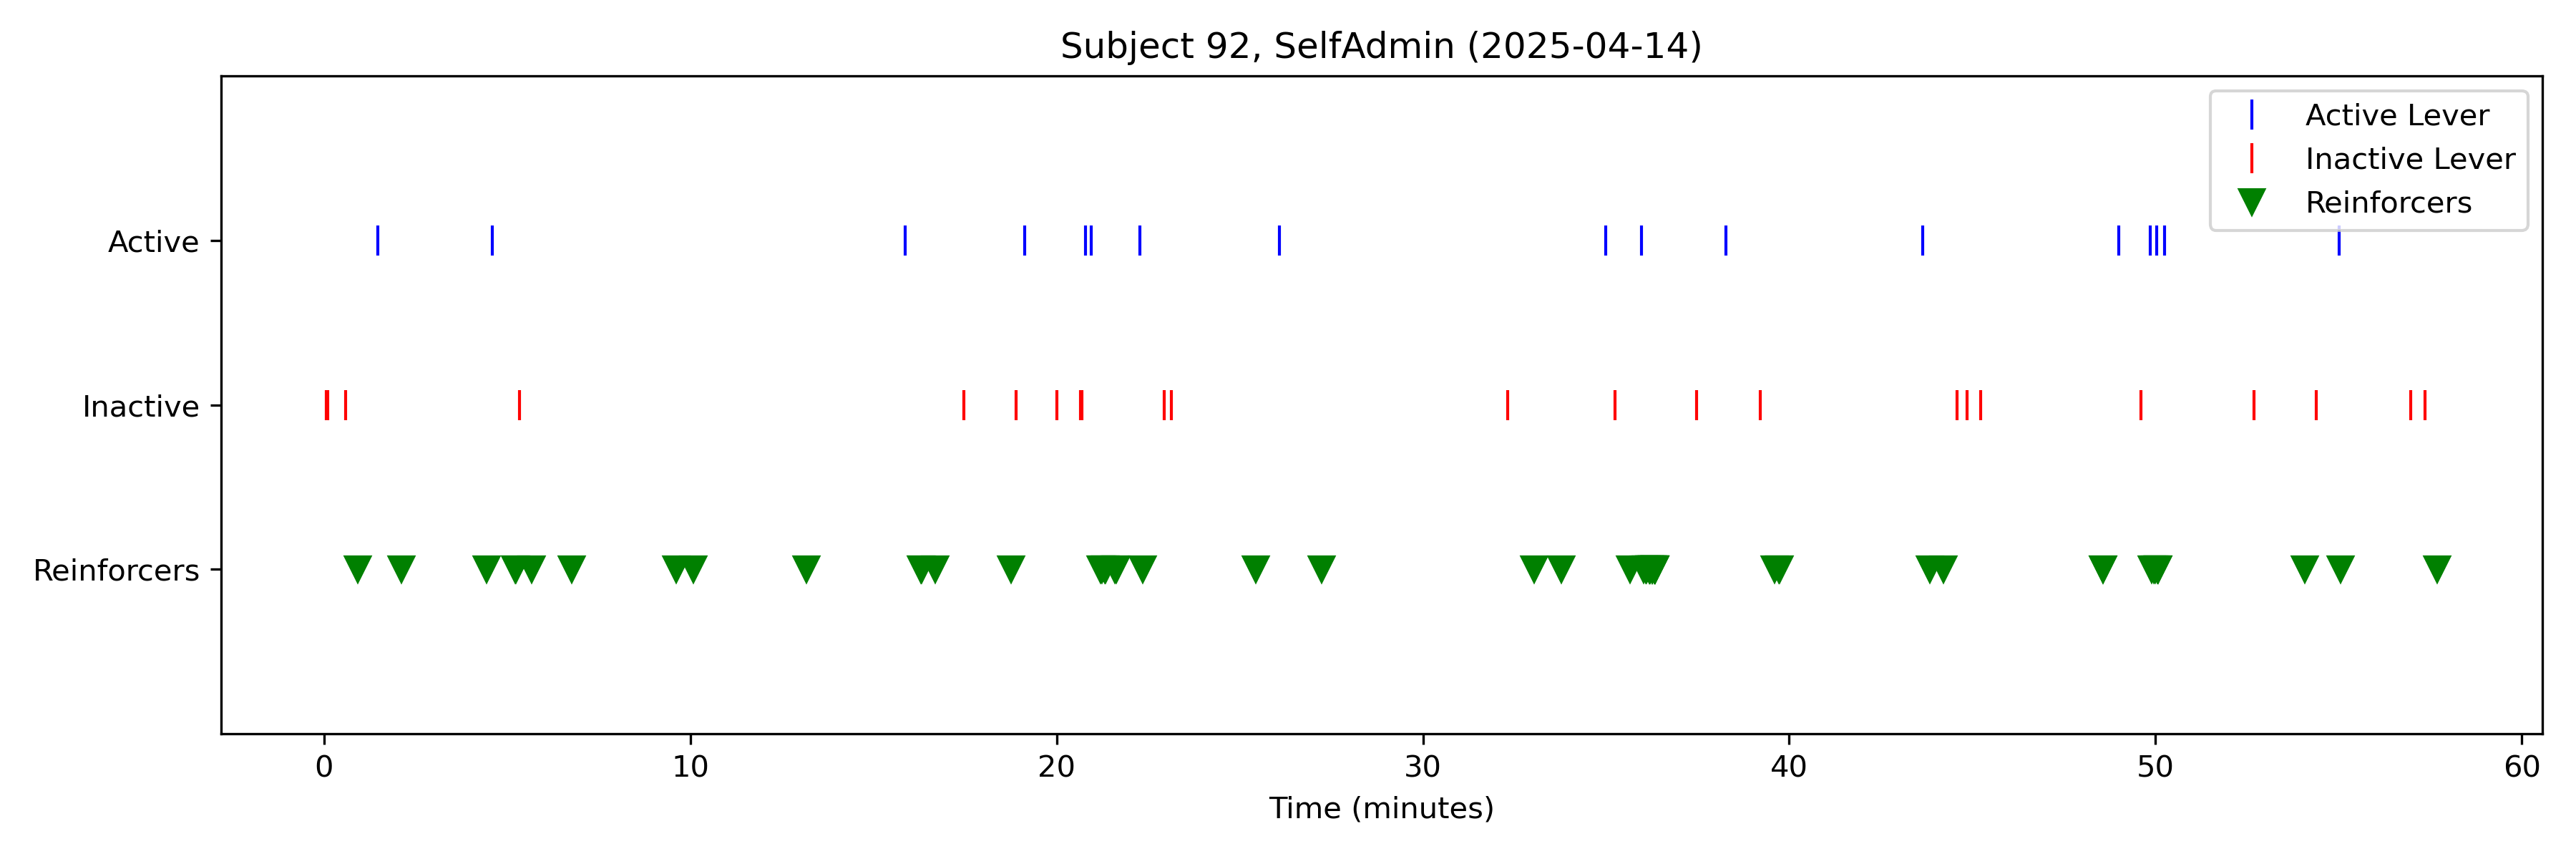 Subject 92, SelfAdmin (2025-04-14)
Active Lever
Inactive Lever
Reinforcers
Active
Inactive
Reinforcers
0 10 20 30 40 50 60
Time (minutes)